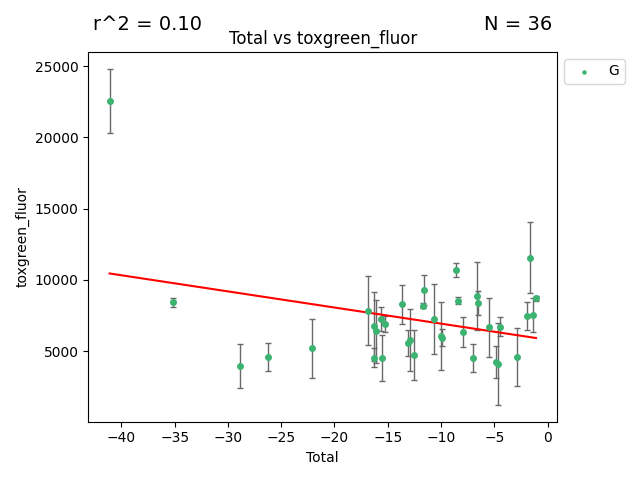 r^2 = 0.10
N = 36
Total vs toxgreen_fluor
G
25000
20000
15000
10000
5000
toxgreen_fluor
−40
−35
−30
−25
−20
−15
−10
−5
0
Total